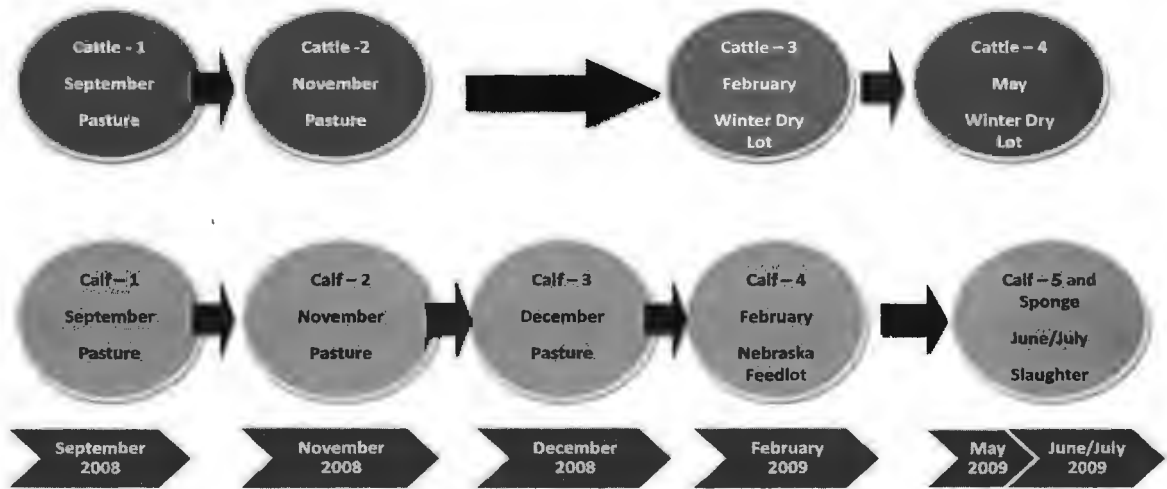 Cattle - 1
September
Pasture
Cattle -2
November
Pasture
Cattle – 3
February
Winter Dry
Lot
Cattle – 4
May
Winter Dry
Lot
Calf – 1
September
Pasture
Calf – 2
November
Pasture
Calf – 3
December
Pasture
Calf – 4
February
Nebraska
Feedlot
Calf – 5 and
Sponge
June/July
Slaughter
September
2008
November
2008
December
2008
February
2009
May
2009
June/July
2009